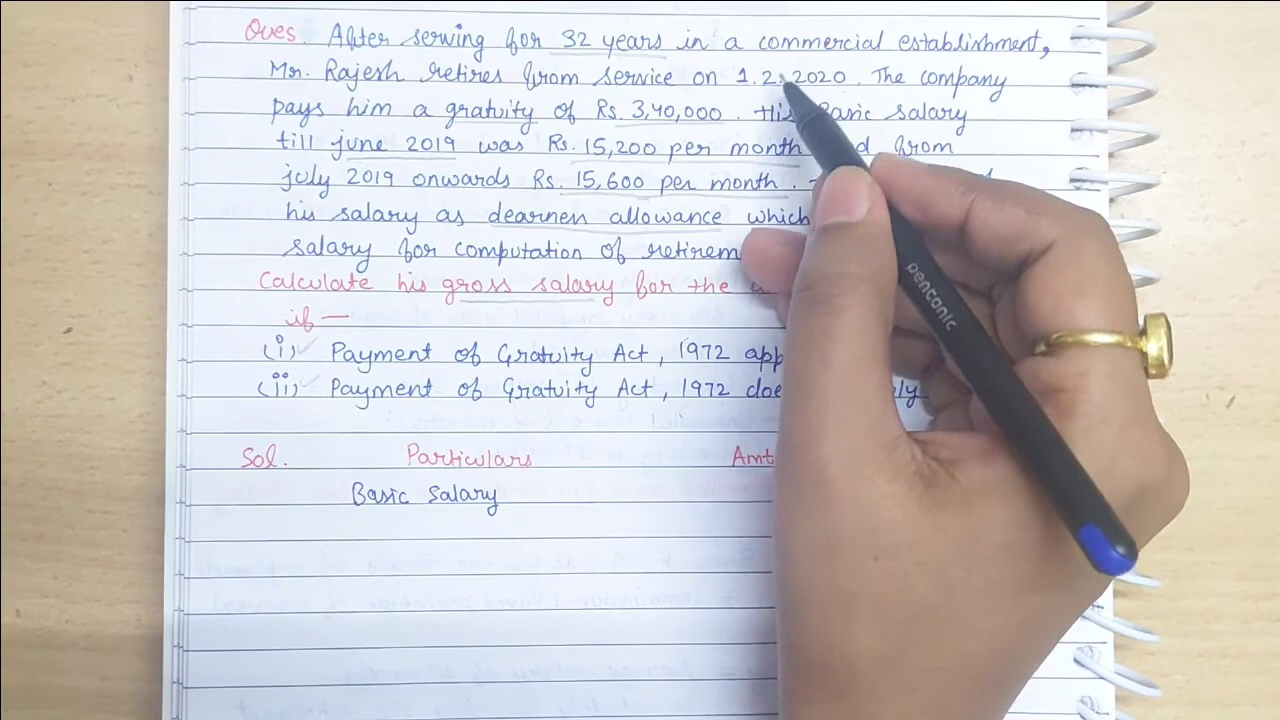 Ques. After serving for 32 years in a commercial establishment,
Mr. Rajesh retires from service on 1.2.2020. The company
pays him a gratuity of Rs. 3,40,000. His Basic salary
till june 2019 was Rs. 15,200 per month from
july 2019 onwards Rs. 15,600 per month.
his salary as dearnen allowance which
salary for computation of
Calculate his gross salary for the
if —
(i) Payment of Gratuity Act, 1972
(ii) Payment of Gratuity Act, 1972
Sol. Particulars Amt
Basic Salary
pentonic